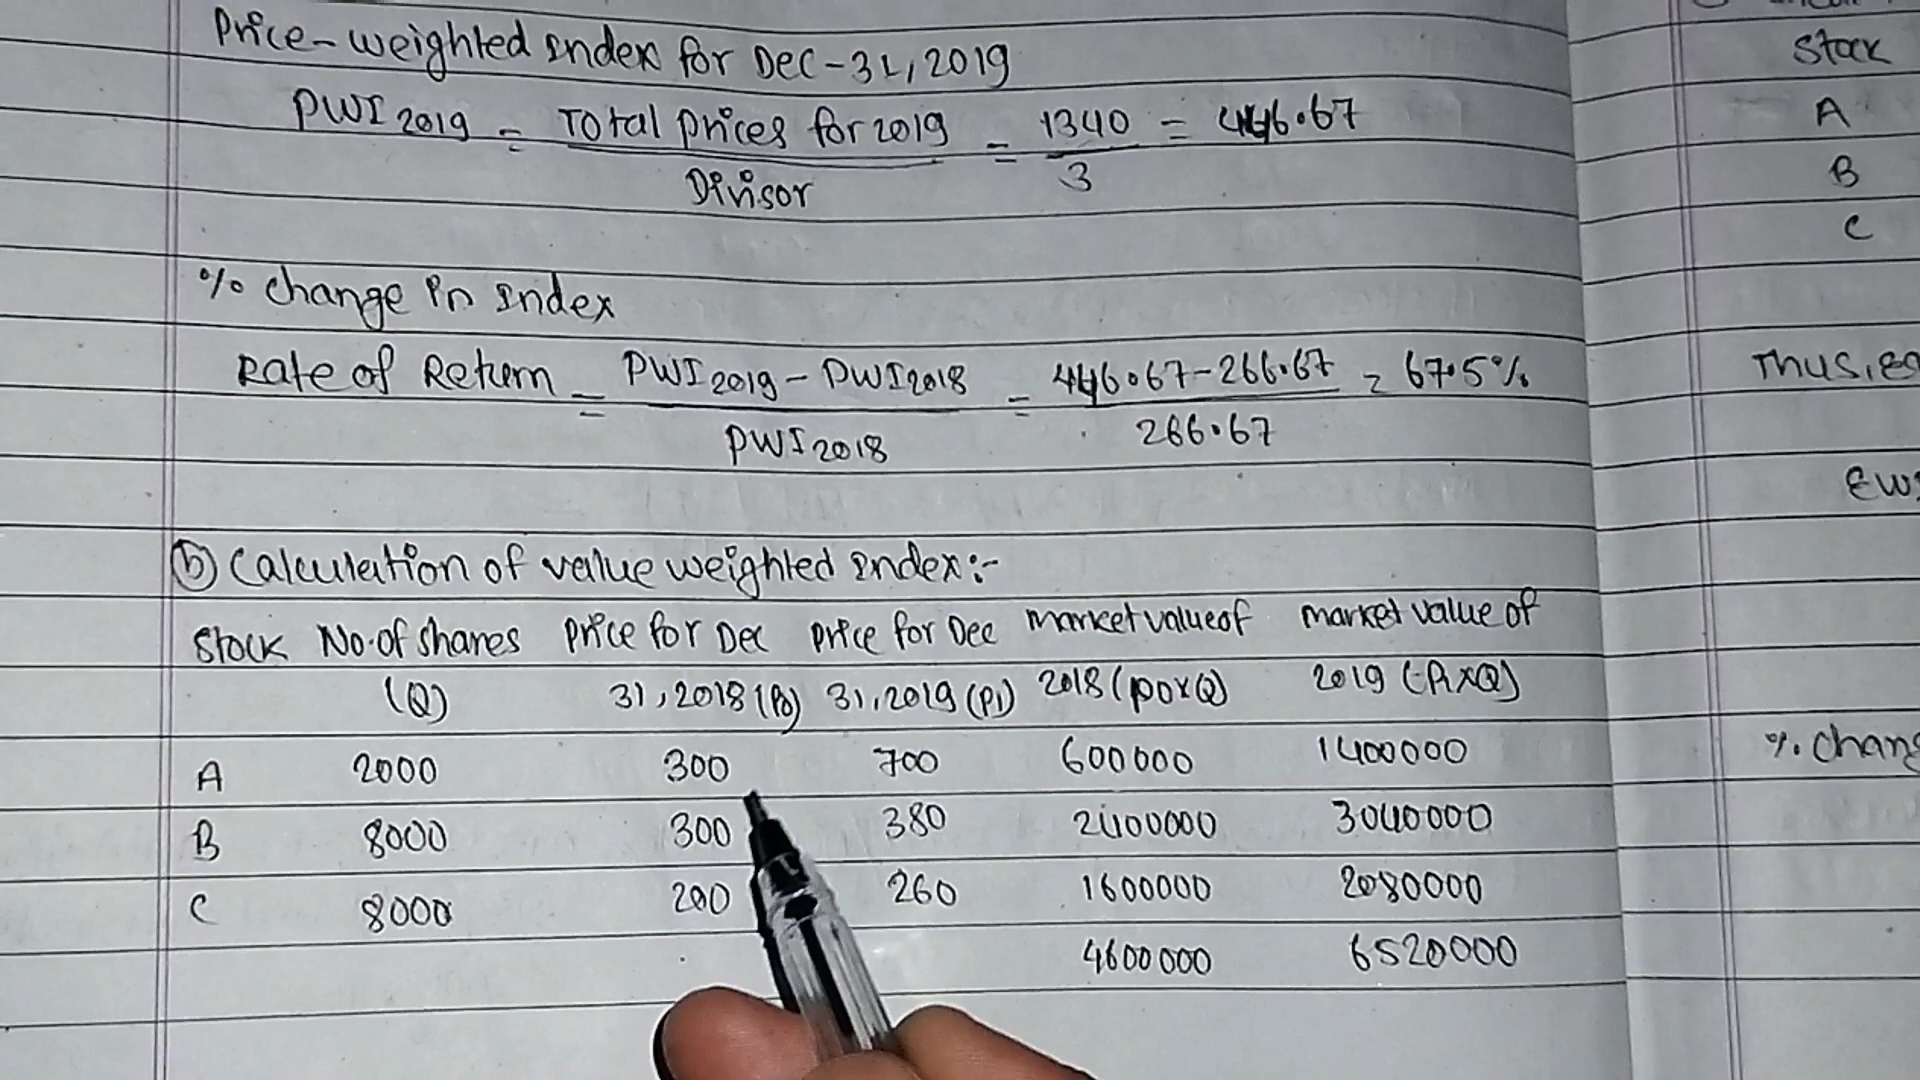 Price-weighted Index for Dec-31,2019
PWI 2019 = Total prices for 2019 / Divisor = 1340 / 3 = 446.67
% change in Index
Rate of Return = PWI 2019 - PWI 2018 / PWI 2018 = 446.67-266.67 / 266.67 = 67.5%
(b) Calculation of value weighted Index:-
Stock No.of shares Price for Dec Price for Dec market value of market value of
(Q) 31,2018 (P0) 31,2019 (P1) 2018 (P0xQ) 2019 (P1xQ)
A 2000 300 700 600000 1400000
B 8000 300 380 2400000 3040000
C 8000 200 260 1600000 2080000
4600000 6520000
Stock
A
B
C
Thus,
EWI
% Chang